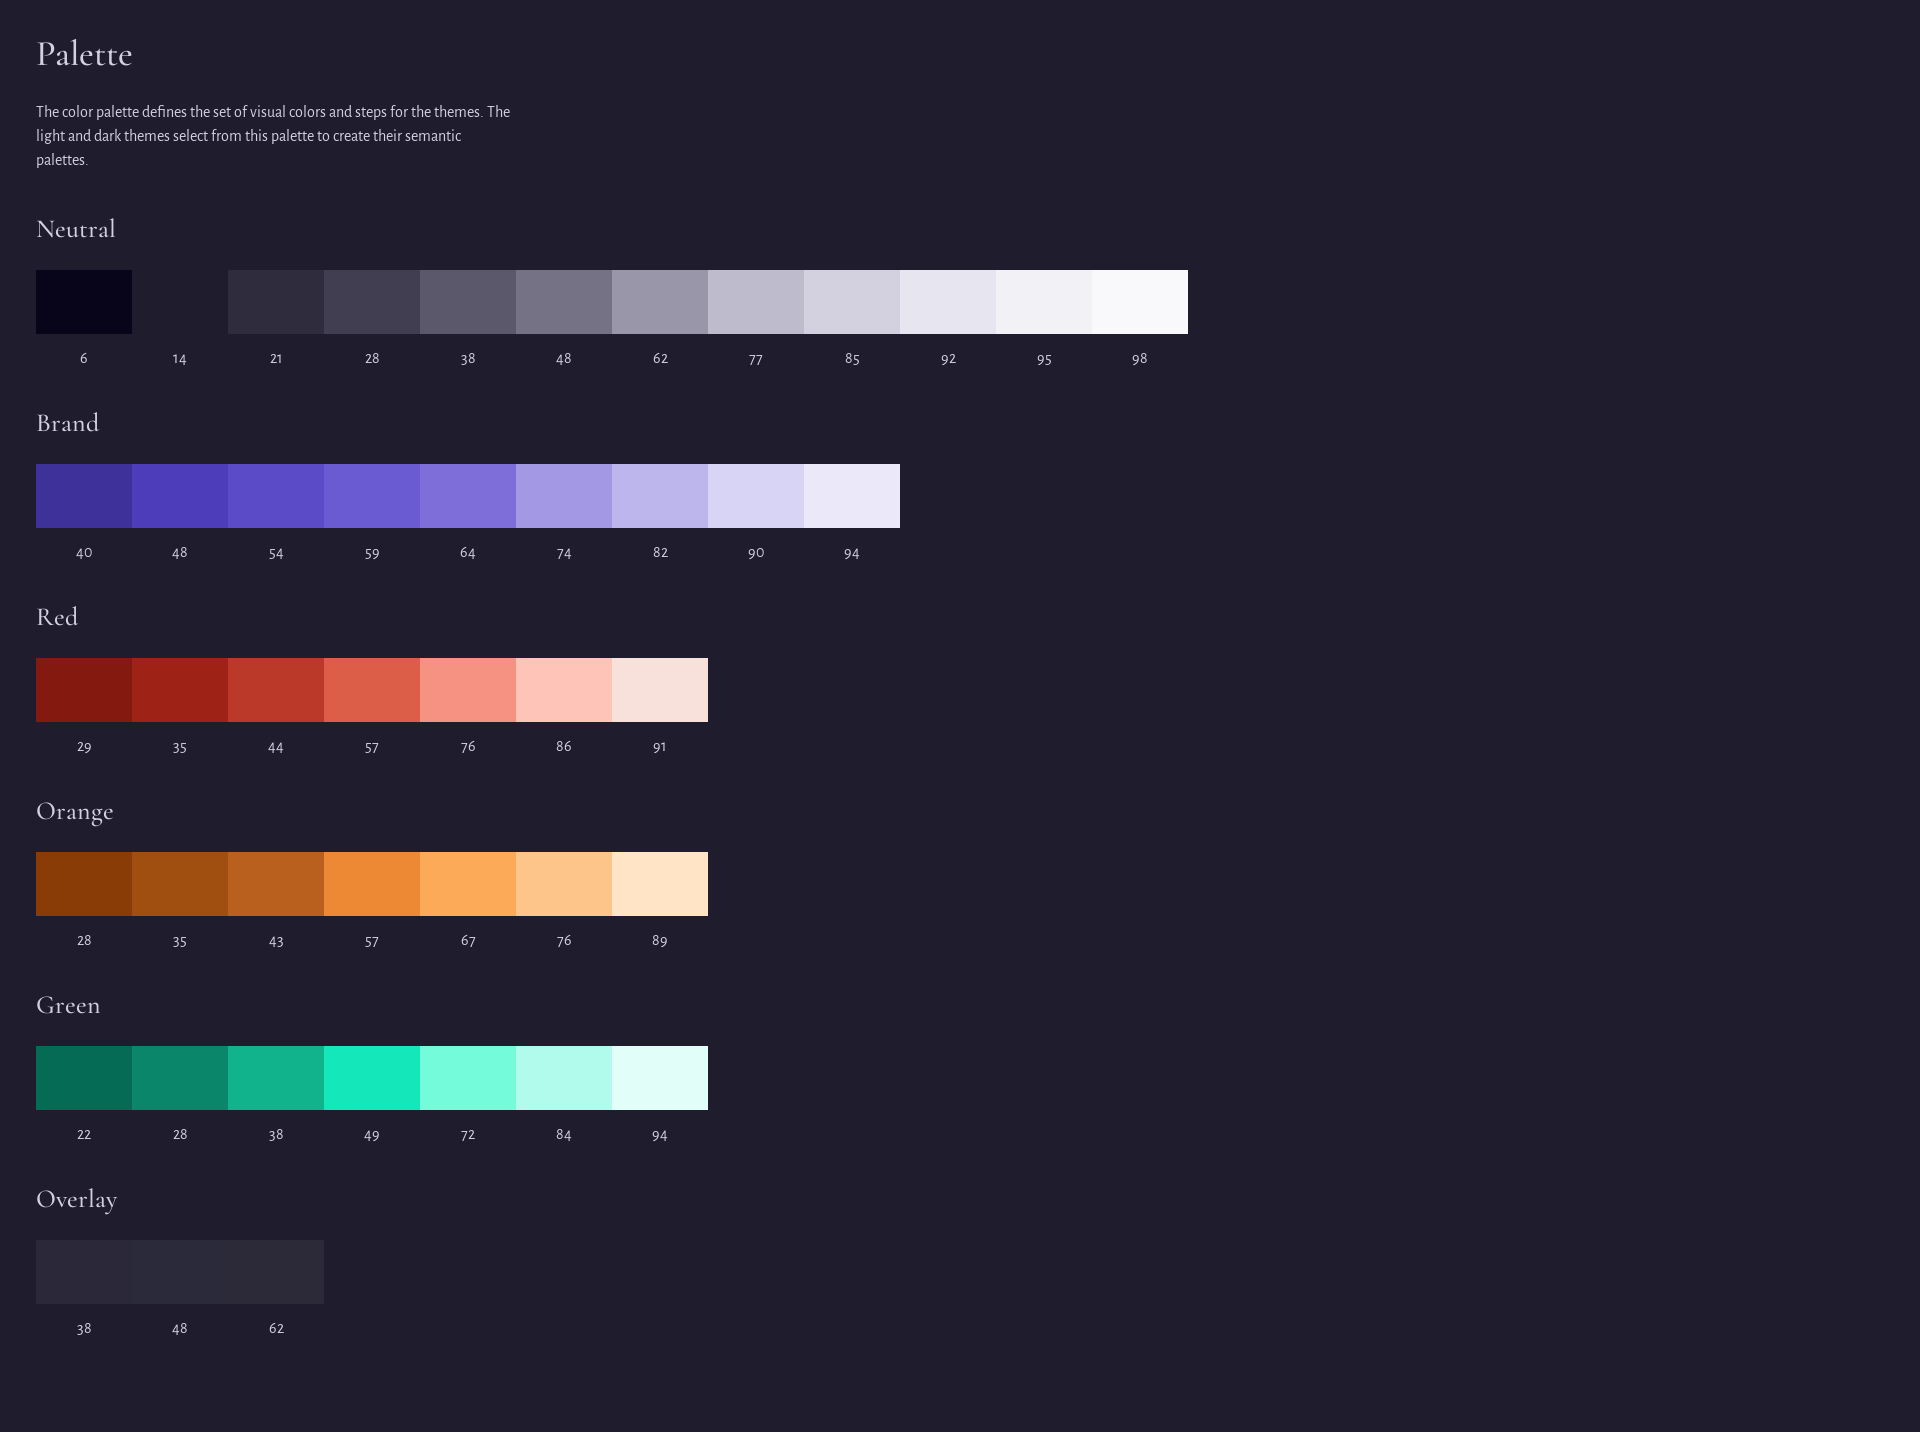 Palette
The color palette defines the set of visual colors and steps for the themes. The
light and dark themes select from this palette to create their semantic
palettes.
Neutral
6 14 21 28 38 48 62 77 85 92 95 98
Brand
40 48 54 59 64 74 82 90 94
Red
29 35 44 57 76 86 91
Orange
28 35 43 57 67 76 89
Green
22 28 38 49 72 84 94
Overlay
38 48 62